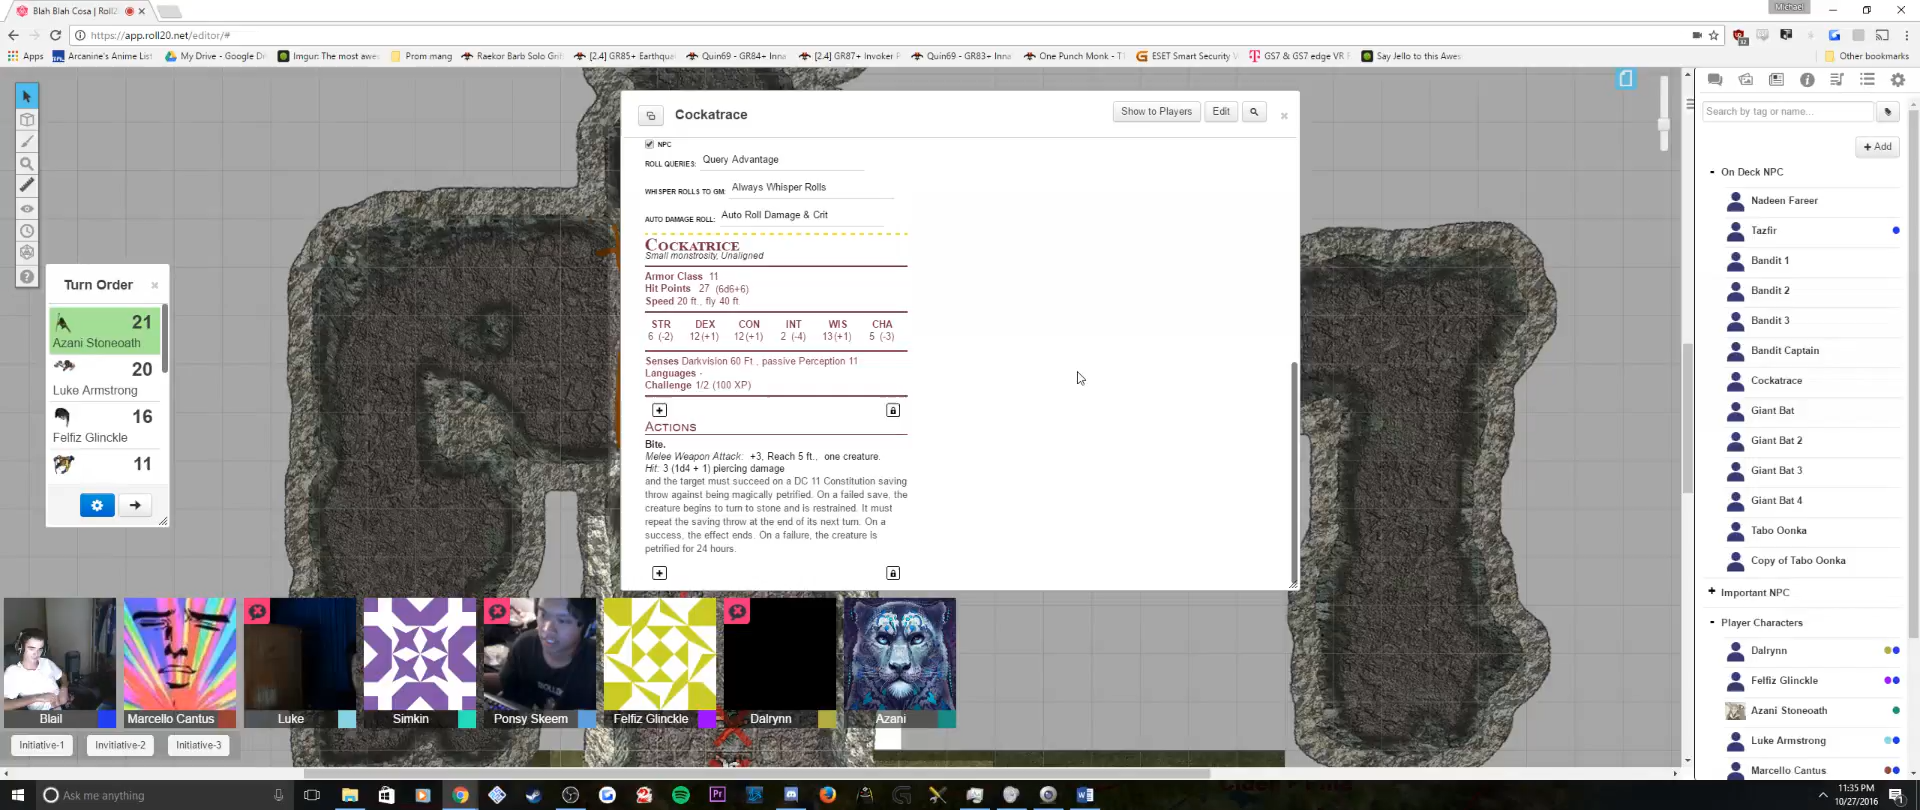 Blah Blah Cosa | Roll2
Michael
https://app.roll20.net/editor/#
Apps
Arcanine's Anime List
My Drive - Google Dr
Imgur: The most awe
Prom mang
Raekor Barb Solo Grif
[2.4] GR85+ Earthqua
Quin69 - GR84+ Inna
[2.4] GR87+ Invoker P
Quin69 - GR83+ Inna
One Punch Monk - T1
ESET Smart Security V
GS7 & GS7 edge VR F
Say Jello to this Awes
Other bookmarks
Cockatrace
Show to Players
Edit
NPC
ROLL QUERIES: Query Advantage
WHISPER ROLLS TO GM: Always Whisper Rolls
AUTO DAMAGE ROLL: Auto Roll Damage & Crit
COCKATRICE
Small monstrosity, Unaligned
Armor Class 11
Hit Points 27 (6d6+6)
Speed 20 ft., fly 40 ft.
STR DEX CON INT WIS CHA
6 (-2) 12 (+1) 12 (+1) 2 (-4) 13 (+1) 5 (-3)
Senses Darkvision 60 Ft., passive Perception 11
Languages -
Challenge 1/2 (100 XP)
ACTIONS
Bite.
Melee Weapon Attack: +3, Reach 5 ft., one creature.
Hit: 3 (1d4 + 1) piercing damage
and the target must succeed on a DC 11 Constitution saving
throw against being magically petrified. On a failed save, the
creature begins to turn to stone and is restrained. It must
repeat the saving throw at the end of its next turn. On a
success, the effect ends. On a failure, the creature is
petrified for 24 hours.
Turn Order
21
Azani Stoneoath
20
Luke Armstrong
16
Felfiz Glinckle
11
Search by tag or name...
+ Add
On Deck NPC
Nadeen Fareer
Tazfir
Bandit 1
Bandit 2
Bandit 3
Bandit Captain
Cockatrace
Giant Bat
Giant Bat 2
Giant Bat 3
Giant Bat 4
Tabo Oonka
Copy of Tabo Oonka
Important NPC
Player Characters
Dalrynn
Felfiz Glinckle
Azani Stoneoath
Luke Armstrong
Marcello Cantus
Blail
Marcello Cantus
Luke
Simkin
Ponsy Skeem
Felfiz Glinckle
Dalrynn
Azani
Initiative-1
Invitiative-2
Initiative-3
Ask me anything
11:35 PM
10/27/2016